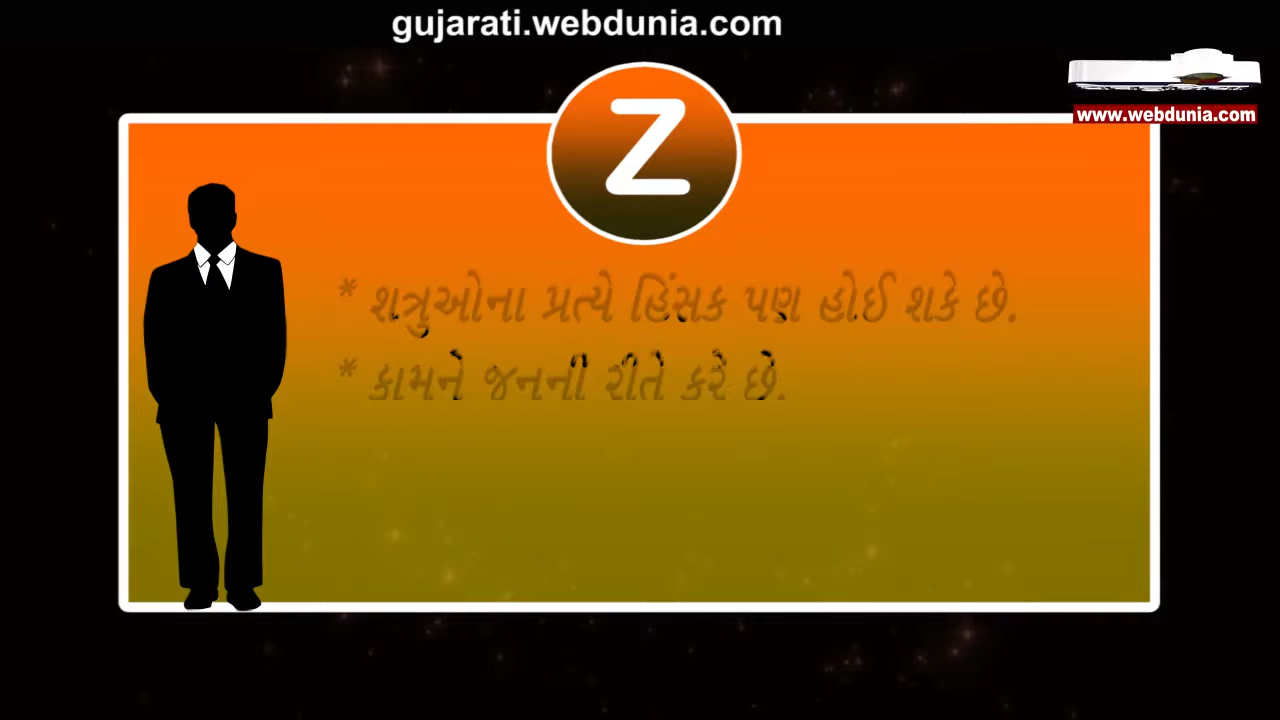 gujarati.webdunia.com
www.webdunia.com
Z
* શત્રુઓના પ્રત્યે હિંસક પણ હોઈ શકે છે.
* કામને જનની રીતે કરે છે.